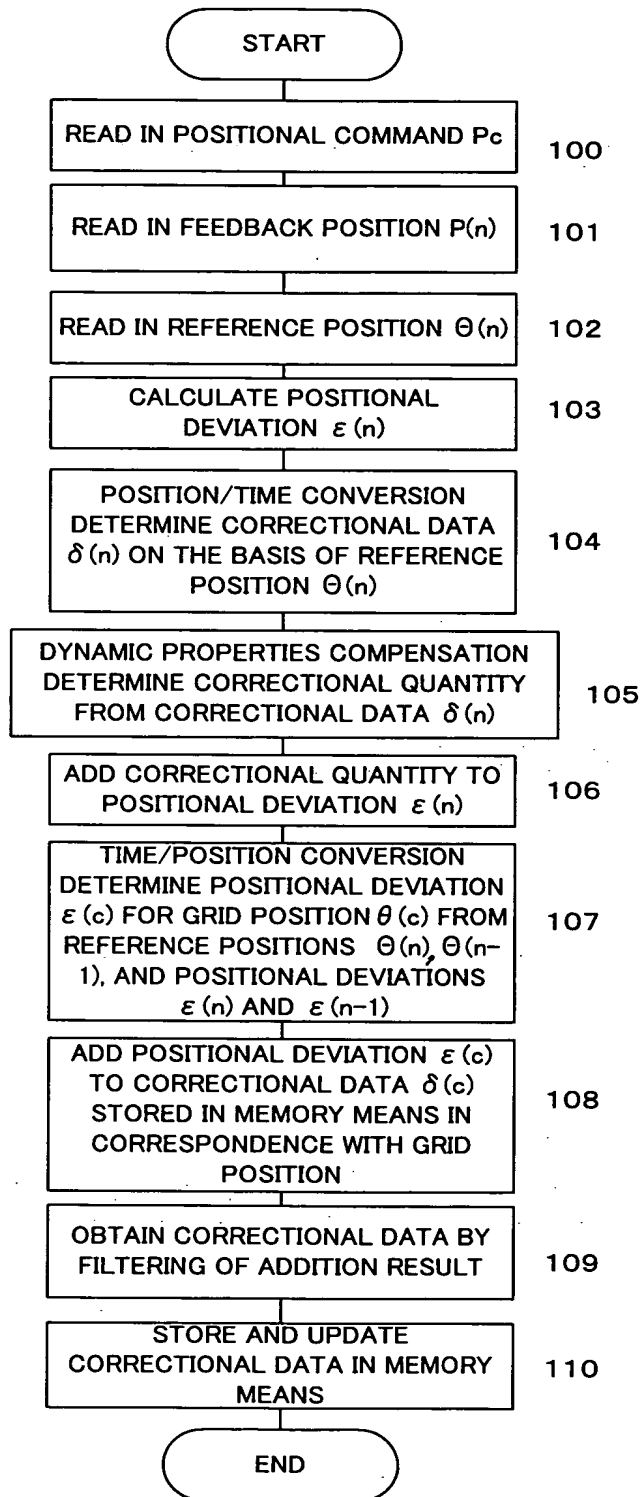 START
READ IN POSITIONAL COMMAND Pc
100
READ IN FEEDBACK POSITION P(n)
101
READ IN REFERENCE POSITION Θ(n)
102
CALCULATE POSITIONAL
DEVIATION ε(n)
103
POSITION/TIME CONVERSION
DETERMINE CORRECTIONAL DATA
δ(n) ON THE BASIS OF REFERENCE
POSITION Θ(n)
104
DYNAMIC PROPERTIES COMPENSATION
DETERMINE CORRECTIONAL QUANTITY
FROM CORRECTIONAL DATA δ(n)
105
ADD CORRECTIONAL QUANTITY TO
POSITIONAL DEVIATION ε(n)
106
TIME/POSITION CONVERSION
DETERMINE POSITIONAL DEVIATION
ε(c) FOR GRID POSITION θ(c) FROM
REFERENCE POSITIONS Θ(n), Θ(n-
1), AND POSITIONAL DEVIATIONS
ε(n) AND ε(n-1)
107
ADD POSITIONAL DEVIATION ε(c)
TO CORRECTIONAL DATA δ(c)
STORED IN MEMORY MEANS IN
CORRESPONDENCE WITH GRID
POSITION
108
OBTAIN CORRECTIONAL DATA BY
FILTERING OF ADDITION RESULT
109
STORE AND UPDATE
CORRECTIONAL DATA IN MEMORY
MEANS
110
END